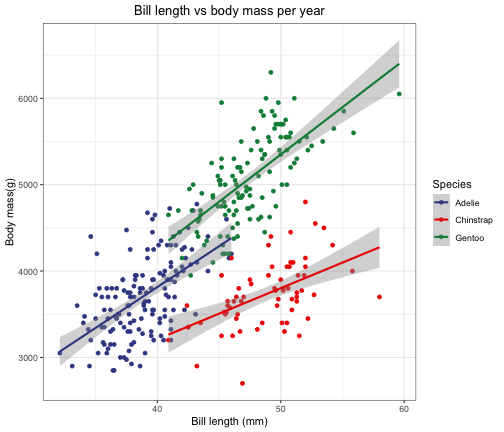 Bill length vs body mass per year
Body mass(g)
6000
5000
4000
3000
40
50
60
Bill length (mm)
Species
Adelie
Chinstrap
Gentoo